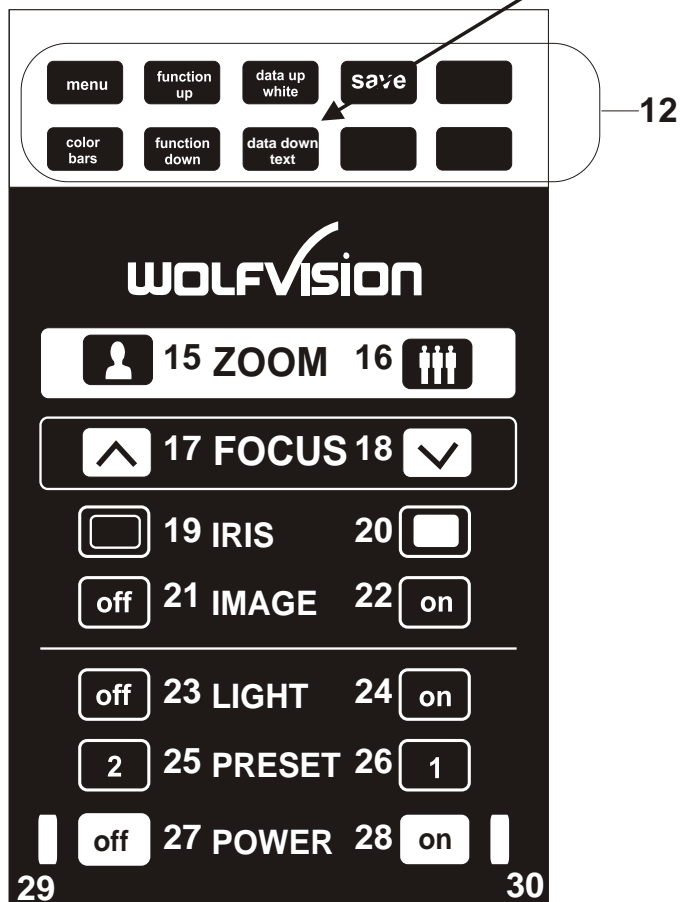 menu function up data up white save
12
color bars function down data down text
WOLFVISION
15 ZOOM 16
17 FOCUS 18
19 IRIS 20
off 21 IMAGE 22 on
off 23 LIGHT 24 on
2 25 PRESET 26 1
off 27 POWER 28 on
29 30